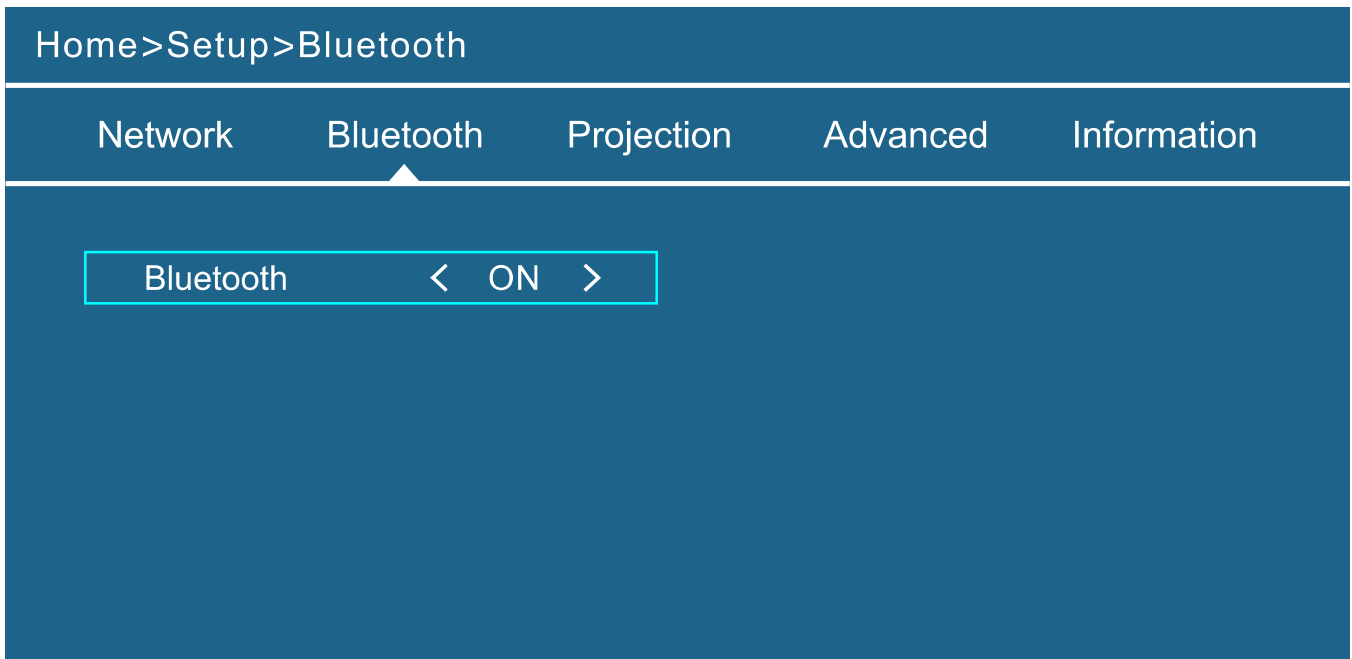 Home>Setup>Bluetooth
Network Bluetooth Projection Advanced Information
Bluetooth < ON >